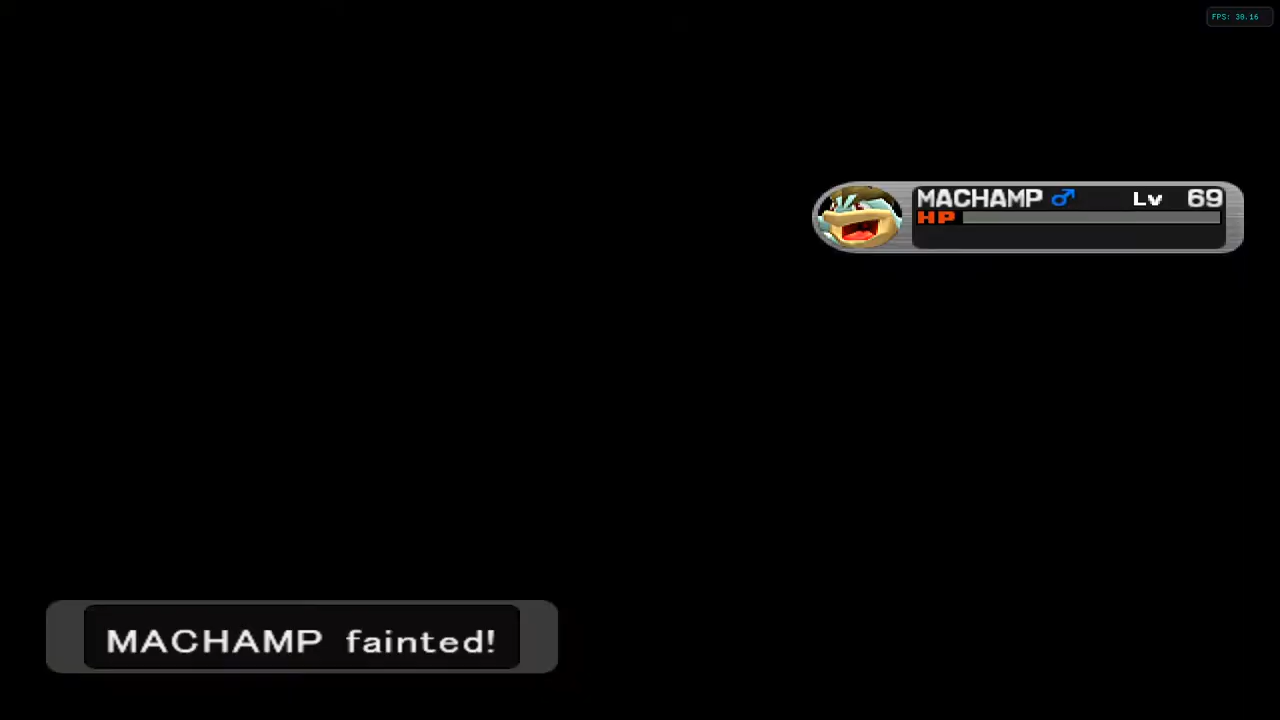 FPS: 30.16
MACHAMP ♂ Lv 69
HP
MACHAMP fainted!